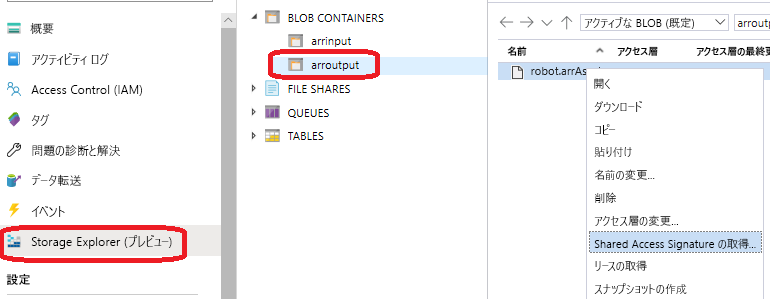 概要
アクティビティ ログ
Access Control (IAM)
タグ
問題の診断と解決
データ転送
イベント
Storage Explorer (プレビュー)
設定
BLOB CONTAINERS
arrinput
arroutput
FILE SHARES
QUEUES
TABLES
アクティブな BLOB (既定)
arroutp
名前 アクセス層 アクセス層の最終更
robot.arrAs
開く
ダウンロード
コピー
貼り付け
名前の変更...
削除
アクセス層の変更...
Shared Access Signature の取得...
リースの取得
スナップショットの作成